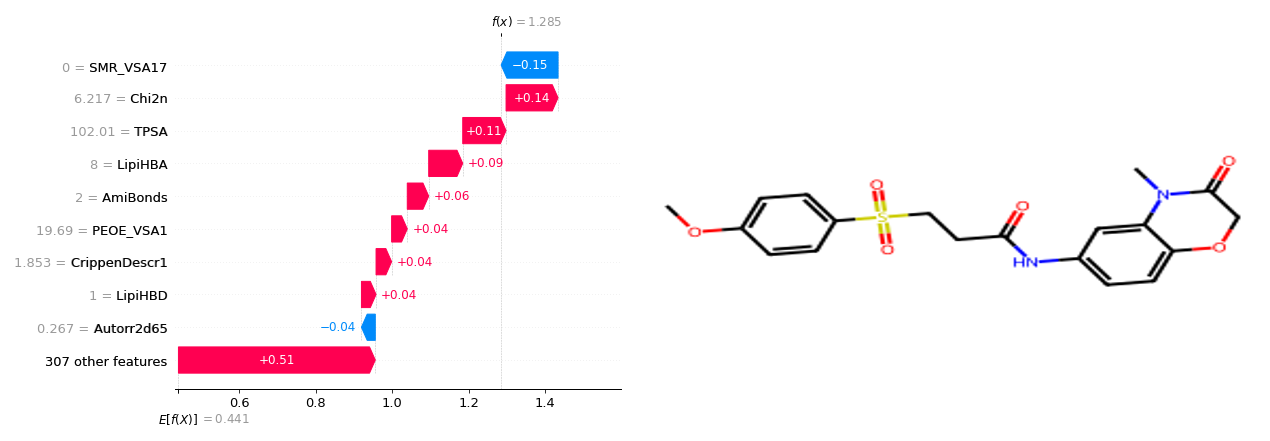 f(x) = 1.285
0 = SMR_VSA17
−0.15
6.217 = Chi2n
+0.14
102.01 = TPSA
+0.11
8 = LipiHBA
+0.09
2 = AmiBonds
+0.06
19.69 = PEOE_VSA1
+0.04
1.853 = CrippenDescr1
+0.04
1 = LipiHBD
+0.04
0.267 = Autorr2d65
−0.04
307 other features
+0.51
0.6 0.8 1.0 1.2 1.4
E[f(X)] = 0.441
O
O
S
O
O
HN
N
O
O